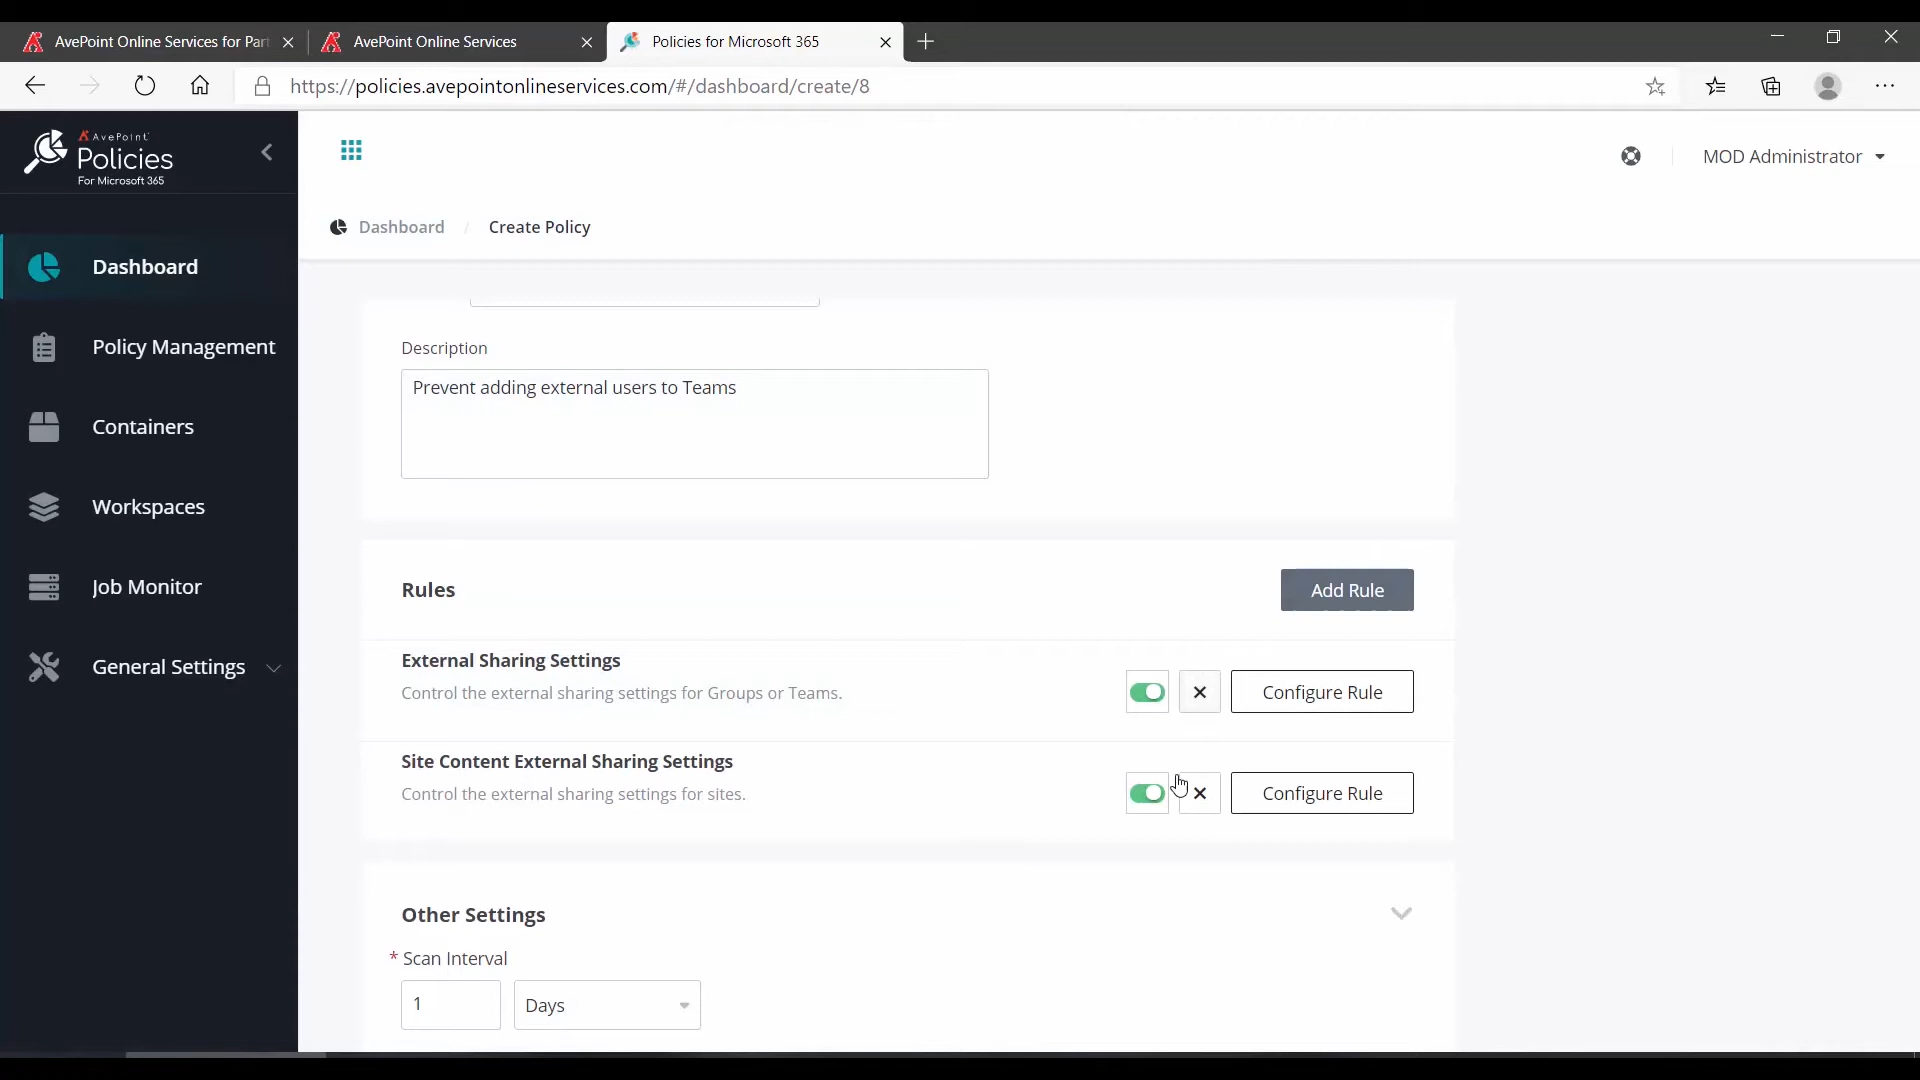 AvePoint Online Services for Part
AvePoint Online Services
Policies for Microsoft 365
https://policies.avepointonlineservices.com/#/dashboard/create/8
AvePoint
Policies
For Microsoft 365
MOD Administrator
Dashboard / Create Policy
Dashboard
Policy Management
Containers
Workspaces
Job Monitor
General Settings
Description
Prevent adding external users to Teams
Rules
Add Rule
External Sharing Settings
Control the external sharing settings for Groups or Teams.
Configure Rule
Site Content External Sharing Settings
Control the external sharing settings for sites.
Configure Rule
Other Settings
* Scan Interval
1 Days